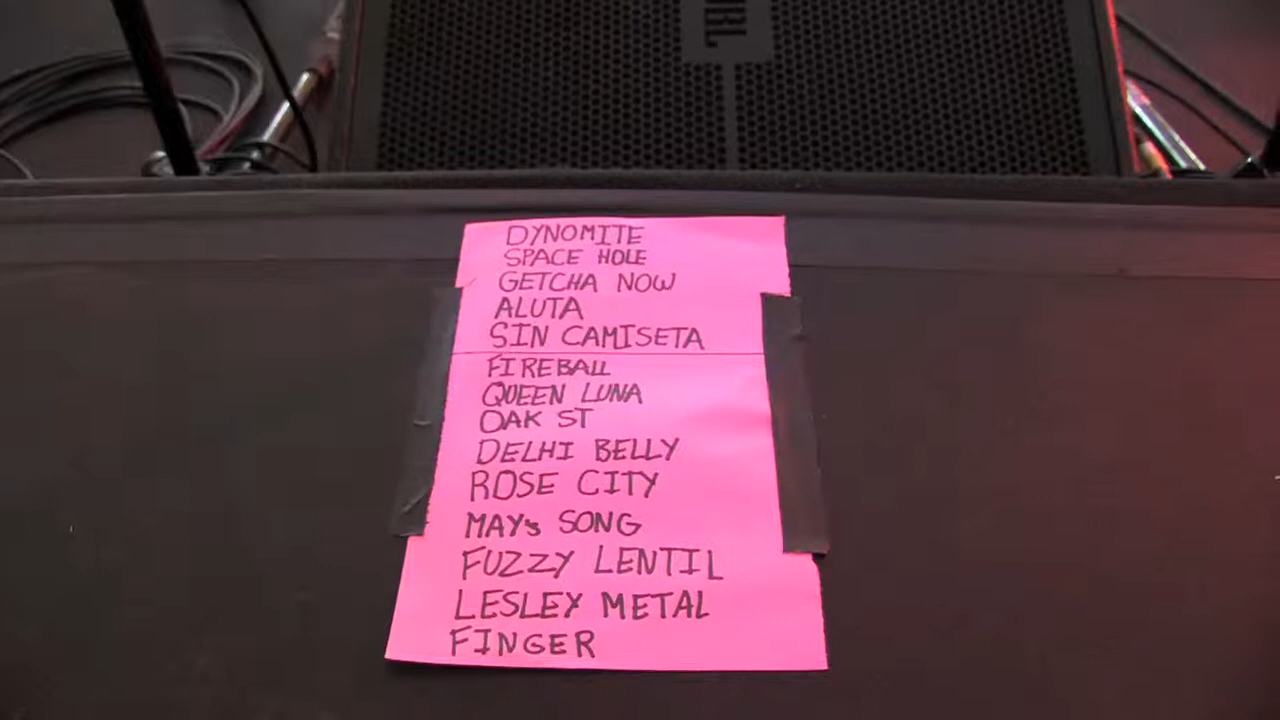 JBL
DYNOMITE
SPACE HOLE
GETCHA NOW
ALUTA
SIN CAMISETA
FIREBALL
QUEEN LUNA
OAK ST
DELHI BELLY
ROSE CITY
MAYs SONG
FUZZY LENTIL
LESLEY METAL
FINGER